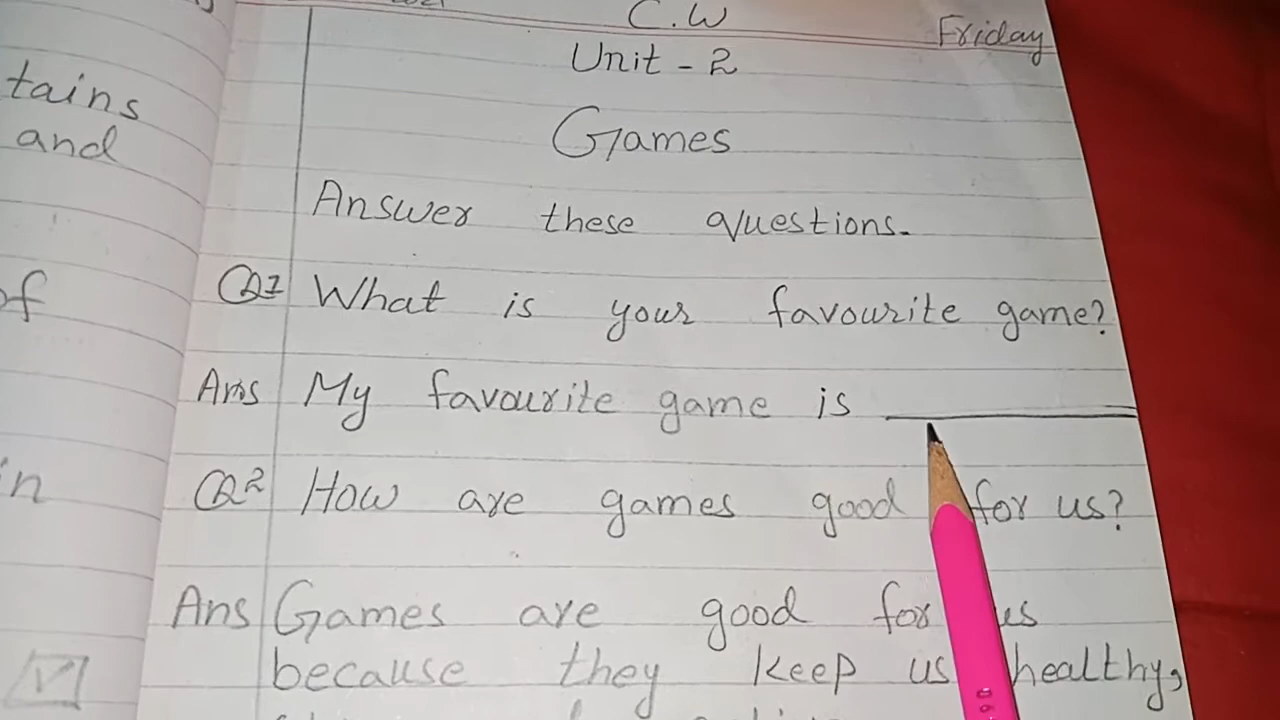 tains
and
of
in
C.W
Friday
Unit - 2
Games
Answer these questions.
Q1 What is your favourite game?
Ans My favourite game is
Q2 How are games good for us?
Ans Games are good for us
because they keep us healthy,